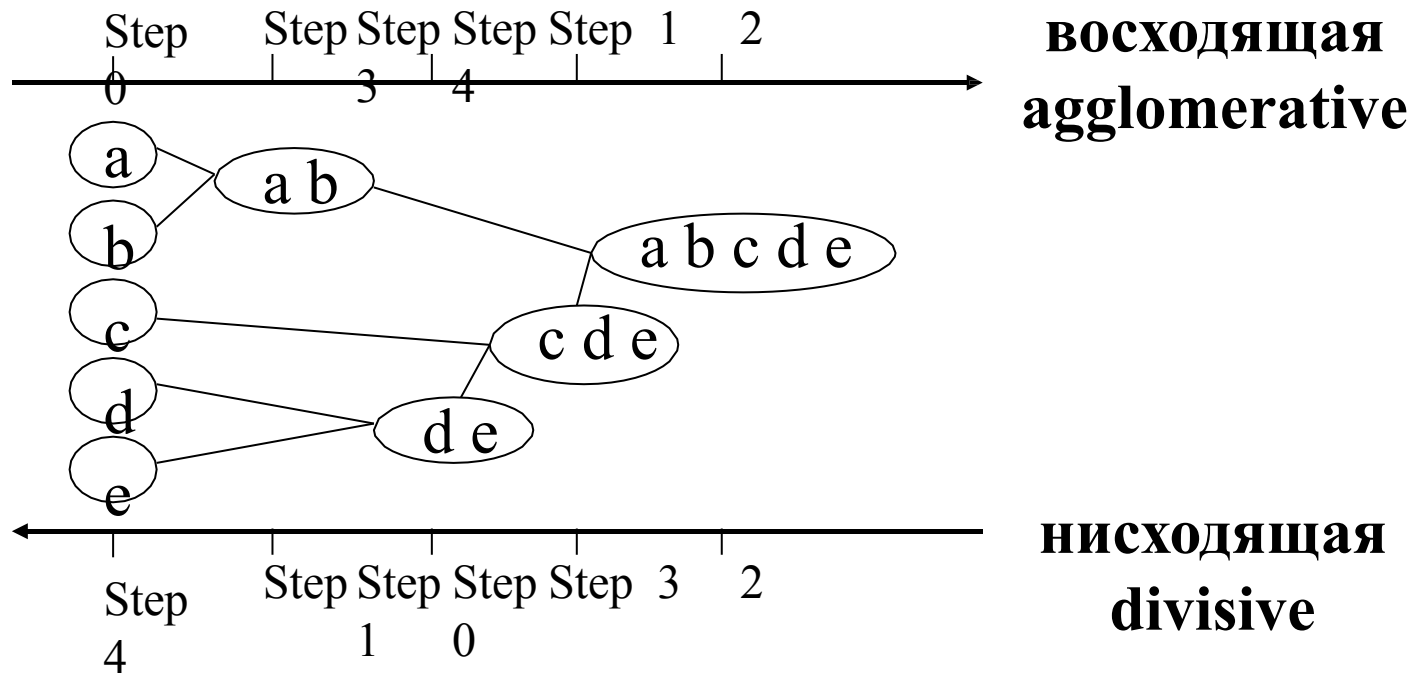 Step Step Step Step Step 1 2
0 3 4
восходящая
agglomerative
a
a b
b
a b c d e
c
c d e
d
d e
e
нисходящая
divisive
Step Step Step Step Step 3 2
1 0
4